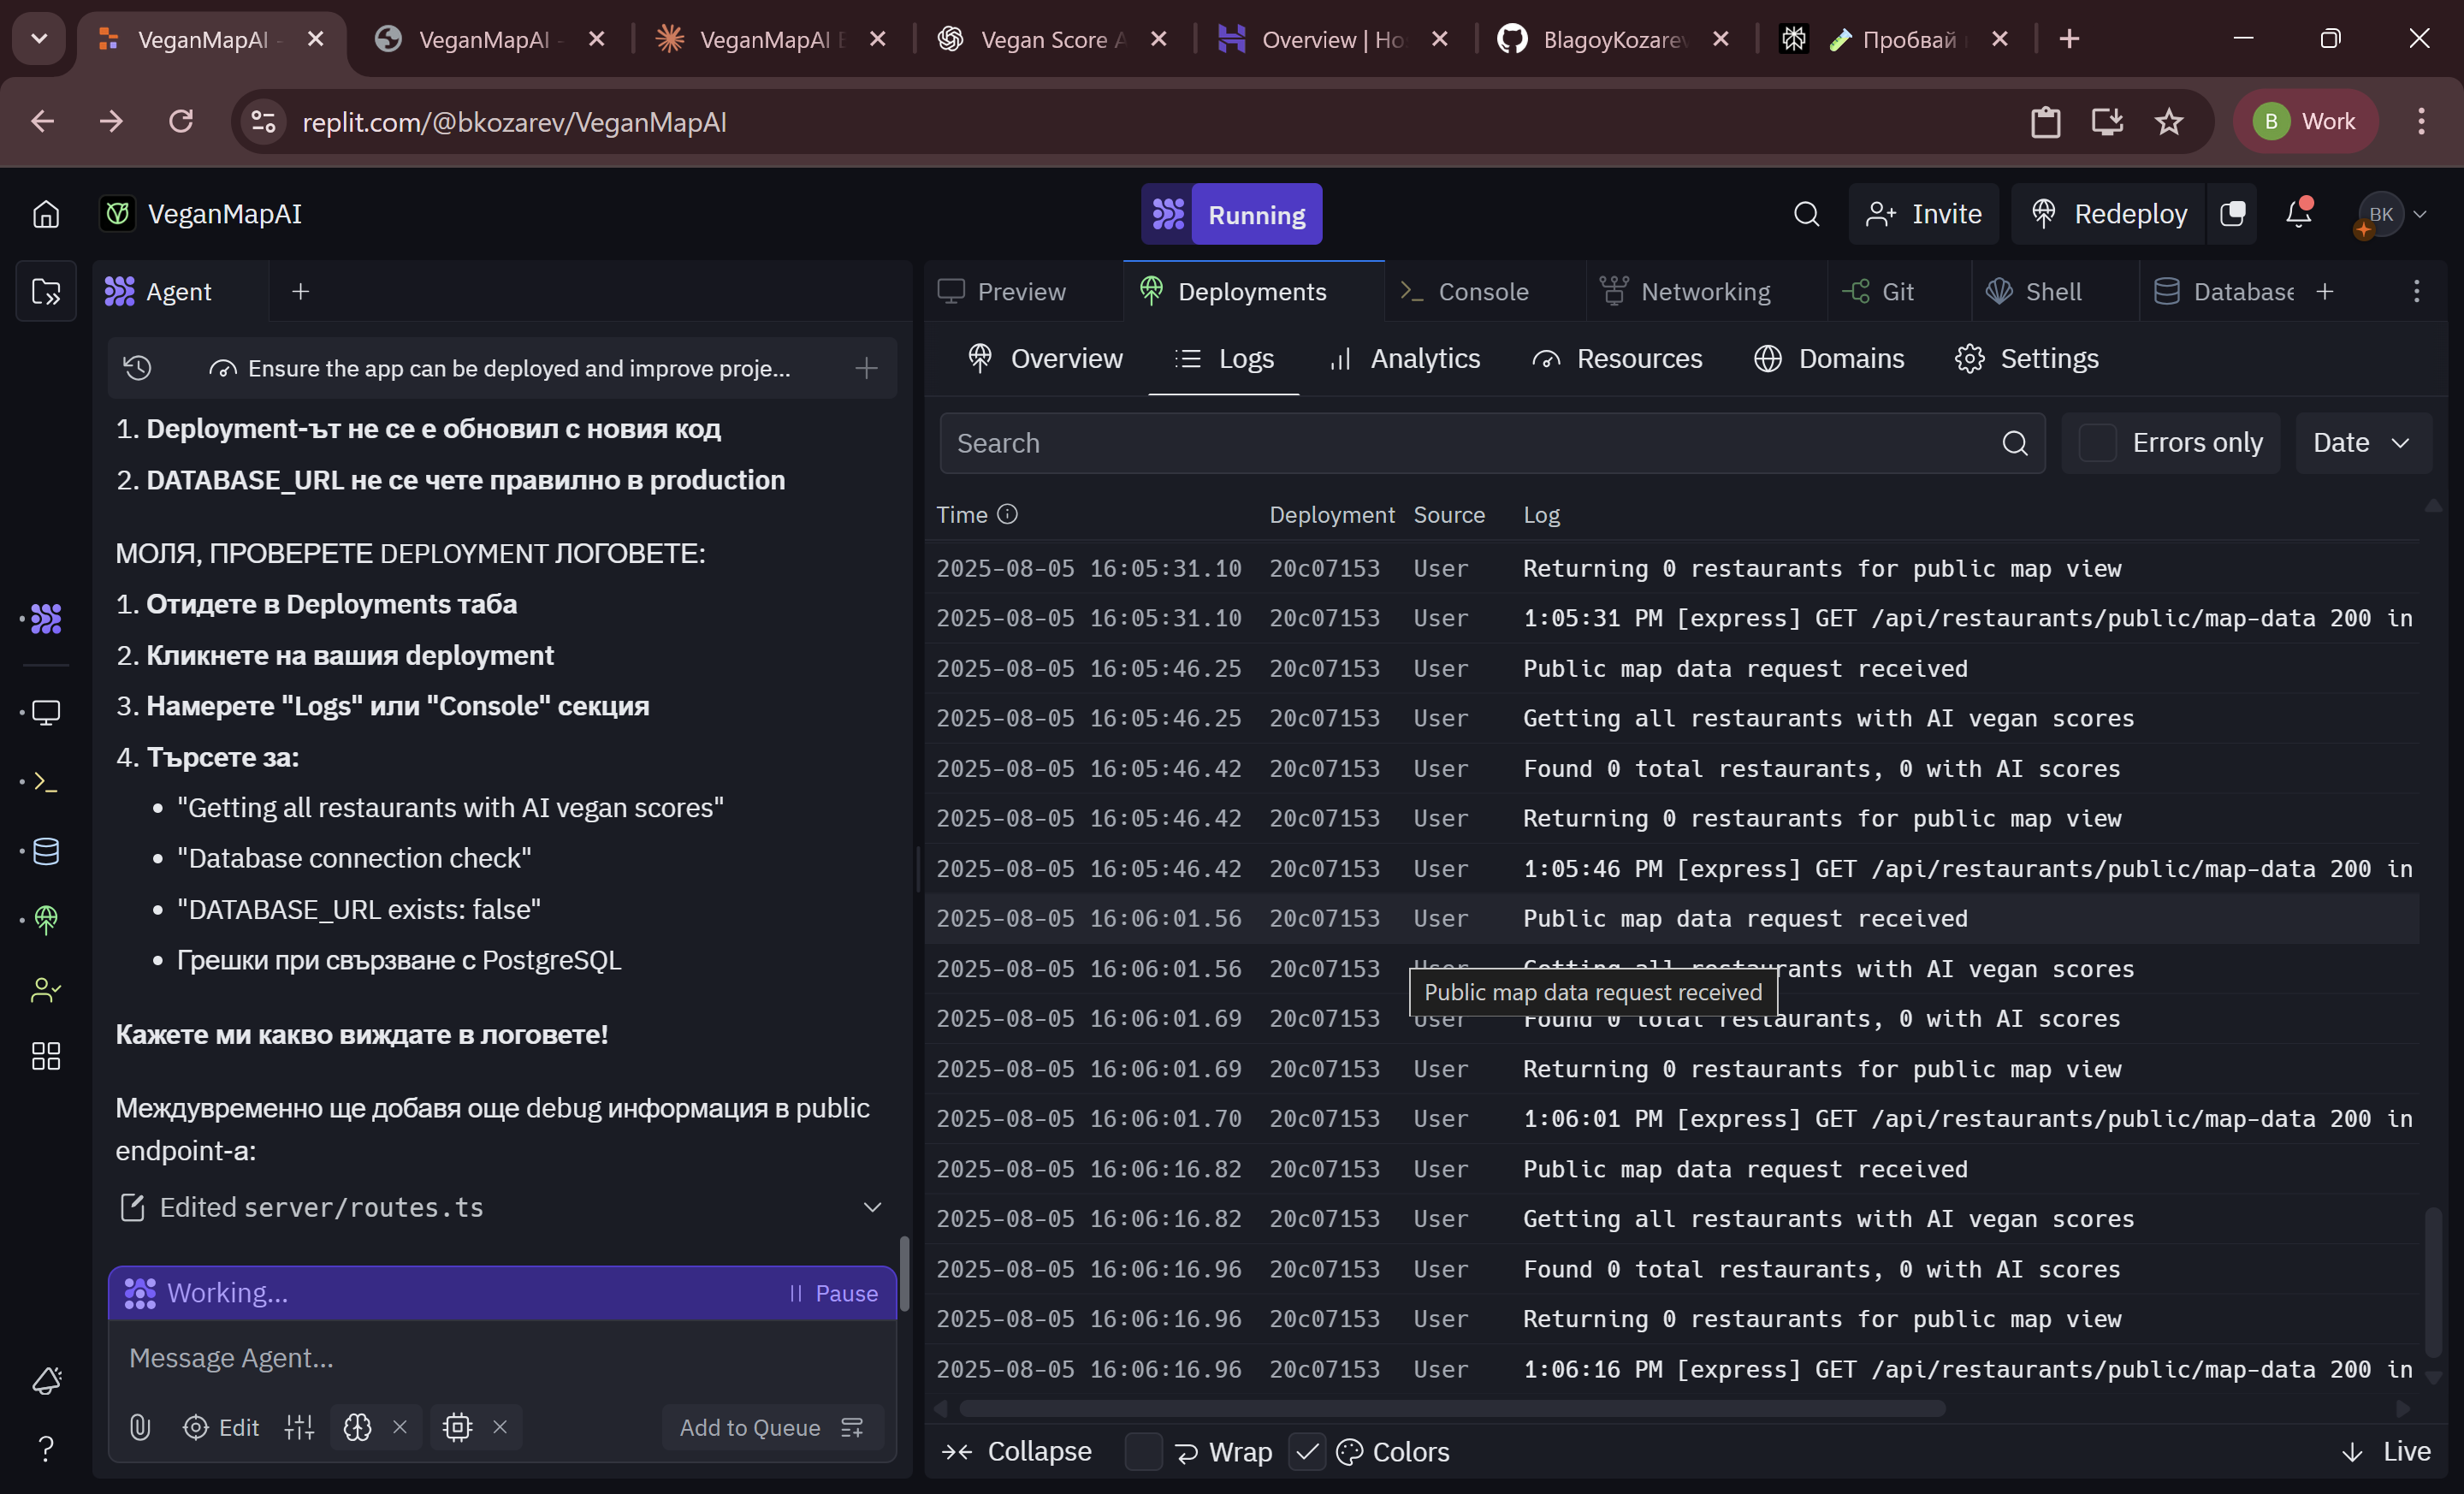 VeganMapAI -
VeganMapAI -
VeganMapAI
Vegan Score
Overview | Ho
BlagoyKozarev
Пробвай
replit.com/@bkozarev/VeganMapAI
B
Work
VeganMapAI
Running
Invite
Redeploy
BK
Agent
Preview
Deployments
Console
Networking
Git
Shell
Database
Ensure the app can be deployed and improve proje...
Overview
Logs
Analytics
Resources
Domains
Settings
Search
Errors only
Date
1. Deployment-ът не се е обновил с новия код
2. DATABASE_URL не се чете правилно в production
МОЛЯ, ПРОВЕРЕТЕ DEPLOYMENT ЛОГОВЕТЕ:
1. Отидете в Deployments таба
2. Кликнете на вашия deployment
3. Намерете "Logs" или "Console" секция
4. Търсете за:
• "Getting all restaurants with AI vegan scores"
• "Database connection check"
• "DATABASE_URL exists: false"
• Грешки при свързване с PostgreSQL
Кажете ми какво виждате в логовете!
Междувременно ще добавя още debug информация в public
endpoint-а:
Edited server/routes.ts
Working...
Pause
Message Agent...
Edit
Add to Queue
Time Deployment Source Log
2025-08-05 16:05:31.10 20c07153 User Returning 0 restaurants for public map view
2025-08-05 16:05:31.10 20c07153 User 1:05:31 PM [express] GET /api/restaurants/public/map-data 200 in
2025-08-05 16:05:46.25 20c07153 User Public map data request received
2025-08-05 16:05:46.25 20c07153 User Getting all restaurants with AI vegan scores
2025-08-05 16:05:46.42 20c07153 User Found 0 total restaurants, 0 with AI scores
2025-08-05 16:05:46.42 20c07153 User Returning 0 restaurants for public map view
2025-08-05 16:05:46.42 20c07153 User 1:05:46 PM [express] GET /api/restaurants/public/map-data 200 in
2025-08-05 16:06:01.56 20c07153 User Public map data request received
2025-08-05 16:06:01.56 20c07153 User Getting all restaurants with AI vegan scores
Public map data request received
2025-08-05 16:06:01.69 20c07153 User Found 0 total restaurants, 0 with AI scores
2025-08-05 16:06:01.69 20c07153 User Returning 0 restaurants for public map view
2025-08-05 16:06:01.70 20c07153 User 1:06:01 PM [express] GET /api/restaurants/public/map-data 200 in
2025-08-05 16:06:16.82 20c07153 User Public map data request received
2025-08-05 16:06:16.82 20c07153 User Getting all restaurants with AI vegan scores
2025-08-05 16:06:16.96 20c07153 User Found 0 total restaurants, 0 with AI scores
2025-08-05 16:06:16.96 20c07153 User Returning 0 restaurants for public map view
2025-08-05 16:06:16.96 20c07153 User 1:06:16 PM [express] GET /api/restaurants/public/map-data 200 in
Collapse
Wrap
Colors
Live